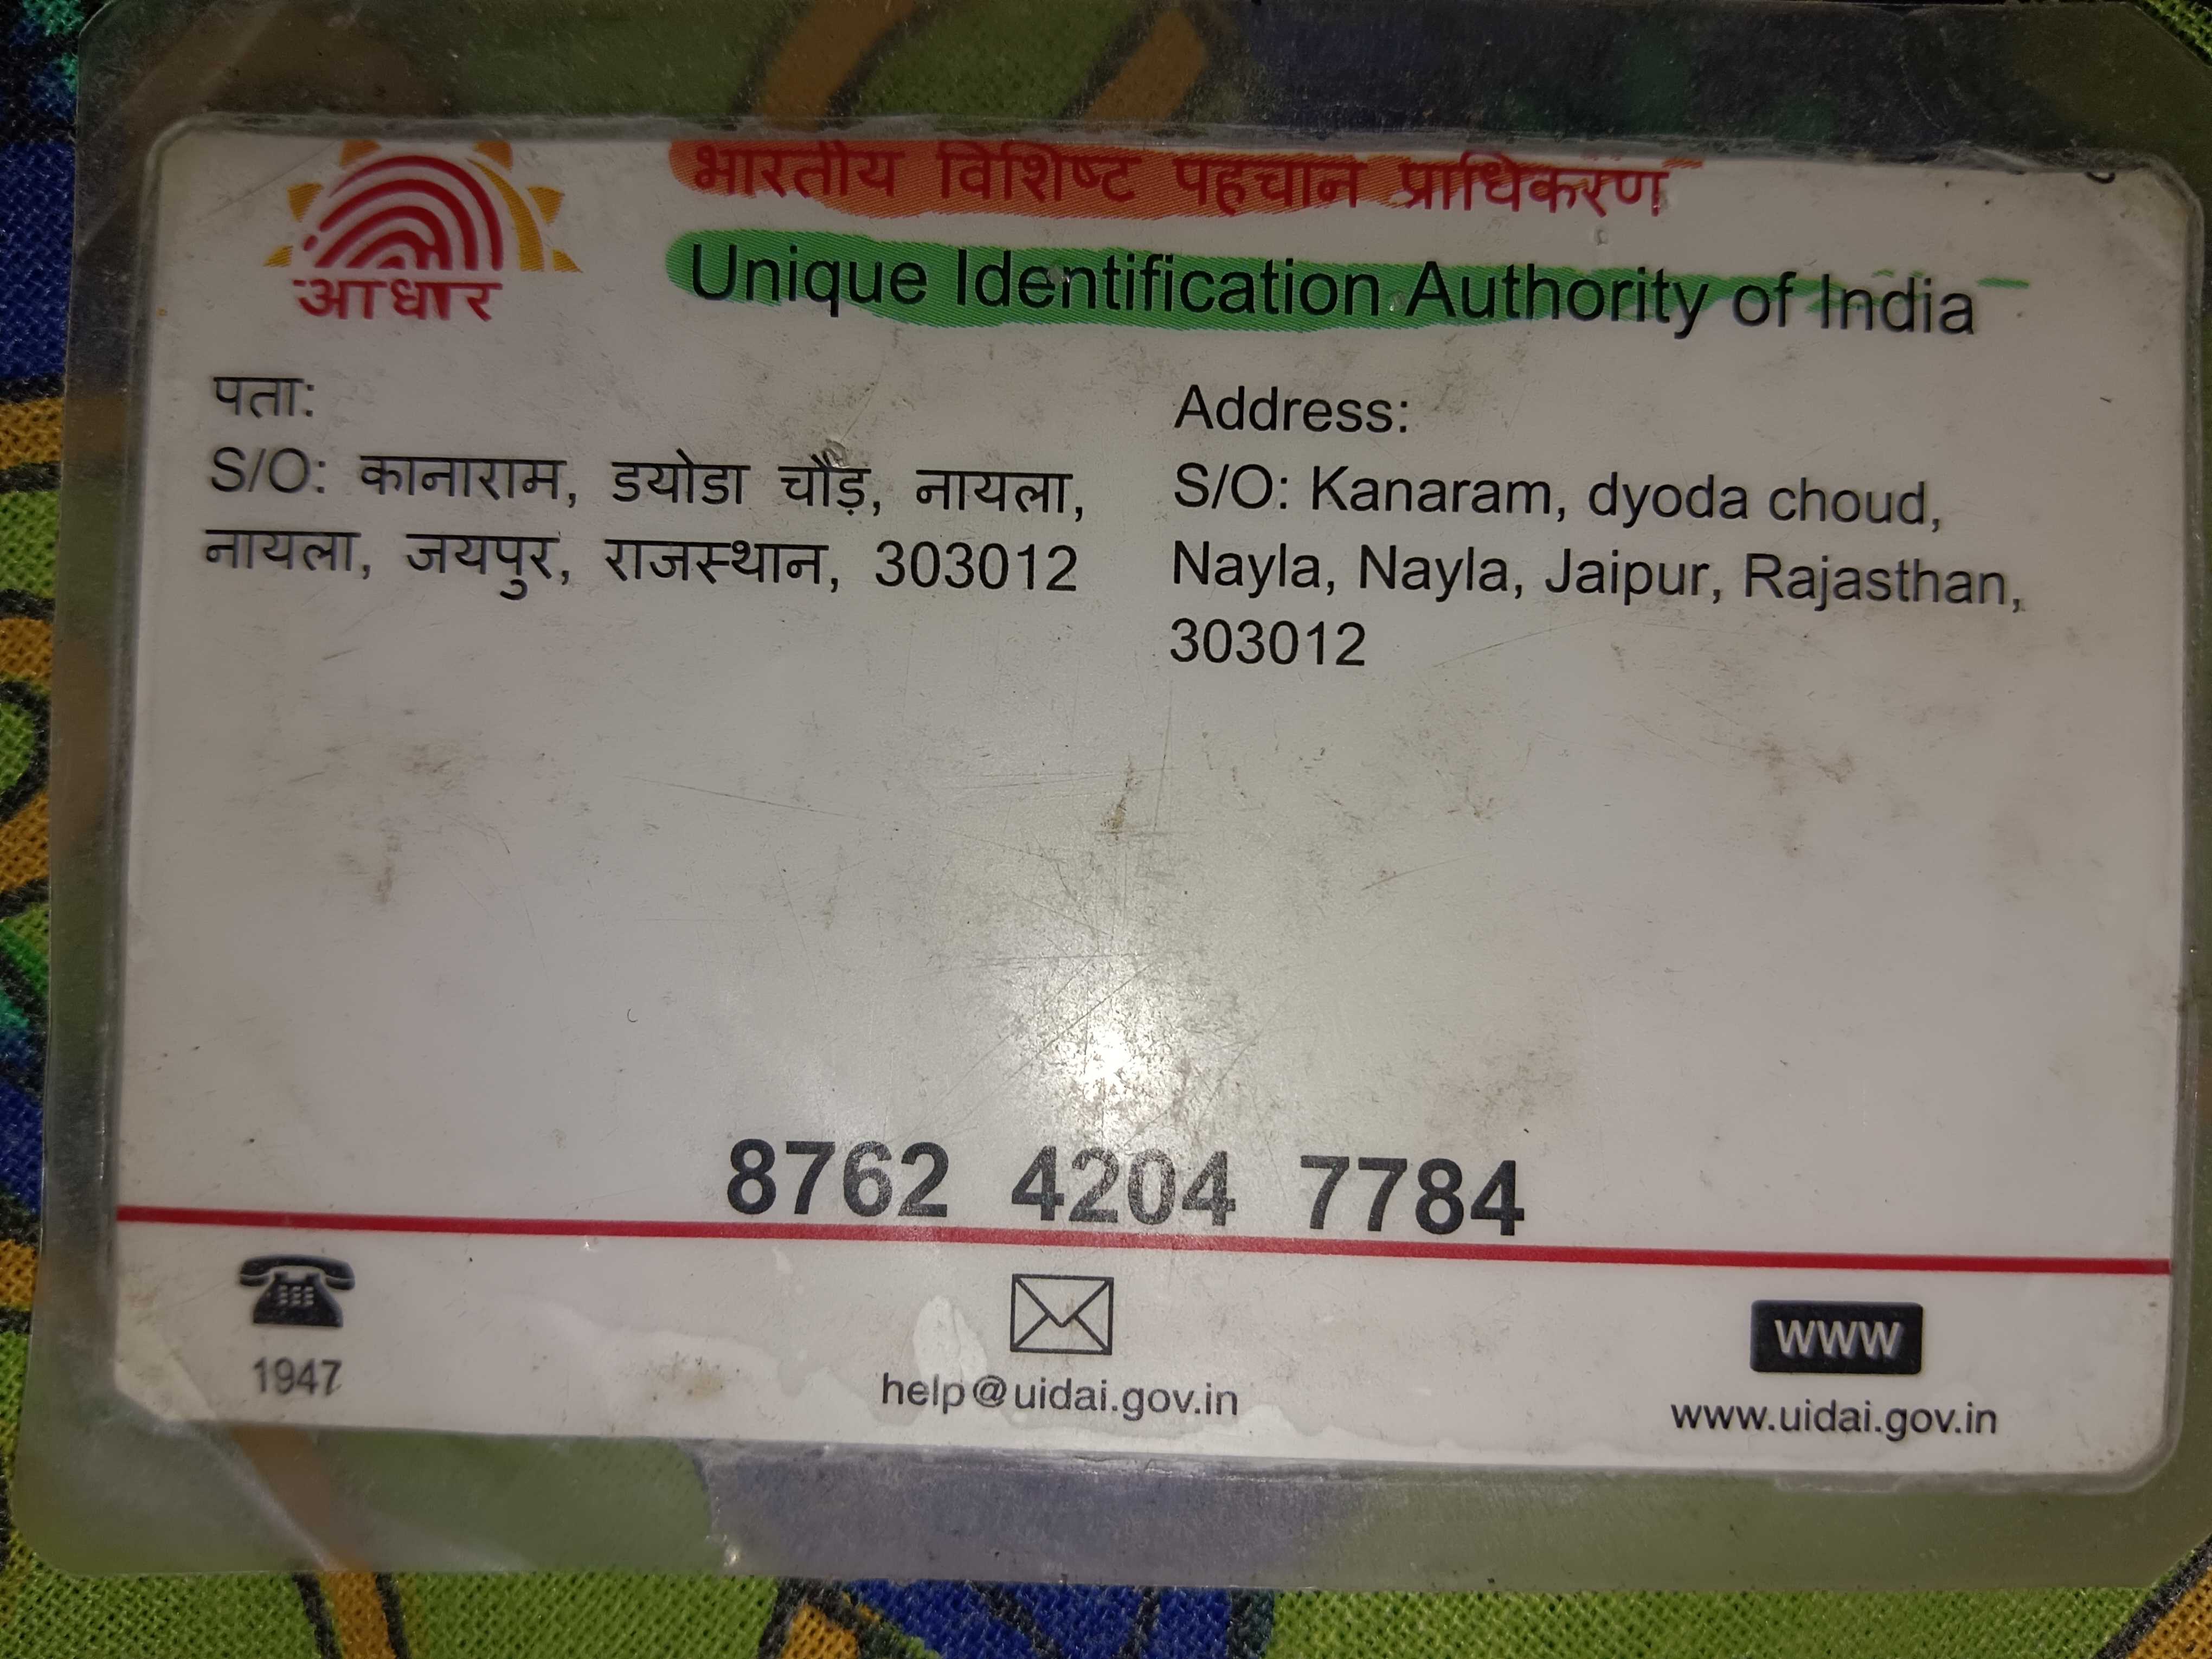 भारतीय विशिष्ट पहचान प्राधिकरण
Unique Identification Authority of India
आधार
पता:
S/O: कानाराम, डयोडा चौड़, नायला,
नायला, जयपुर, राजस्थान, 303012
Address:
S/O: Kanaram, dyoda choud,
Nayla, Nayla, Jaipur, Rajasthan,
303012
8762 4204 7784
1947
help@uidai.gov.in
www
www.uidai.gov.in